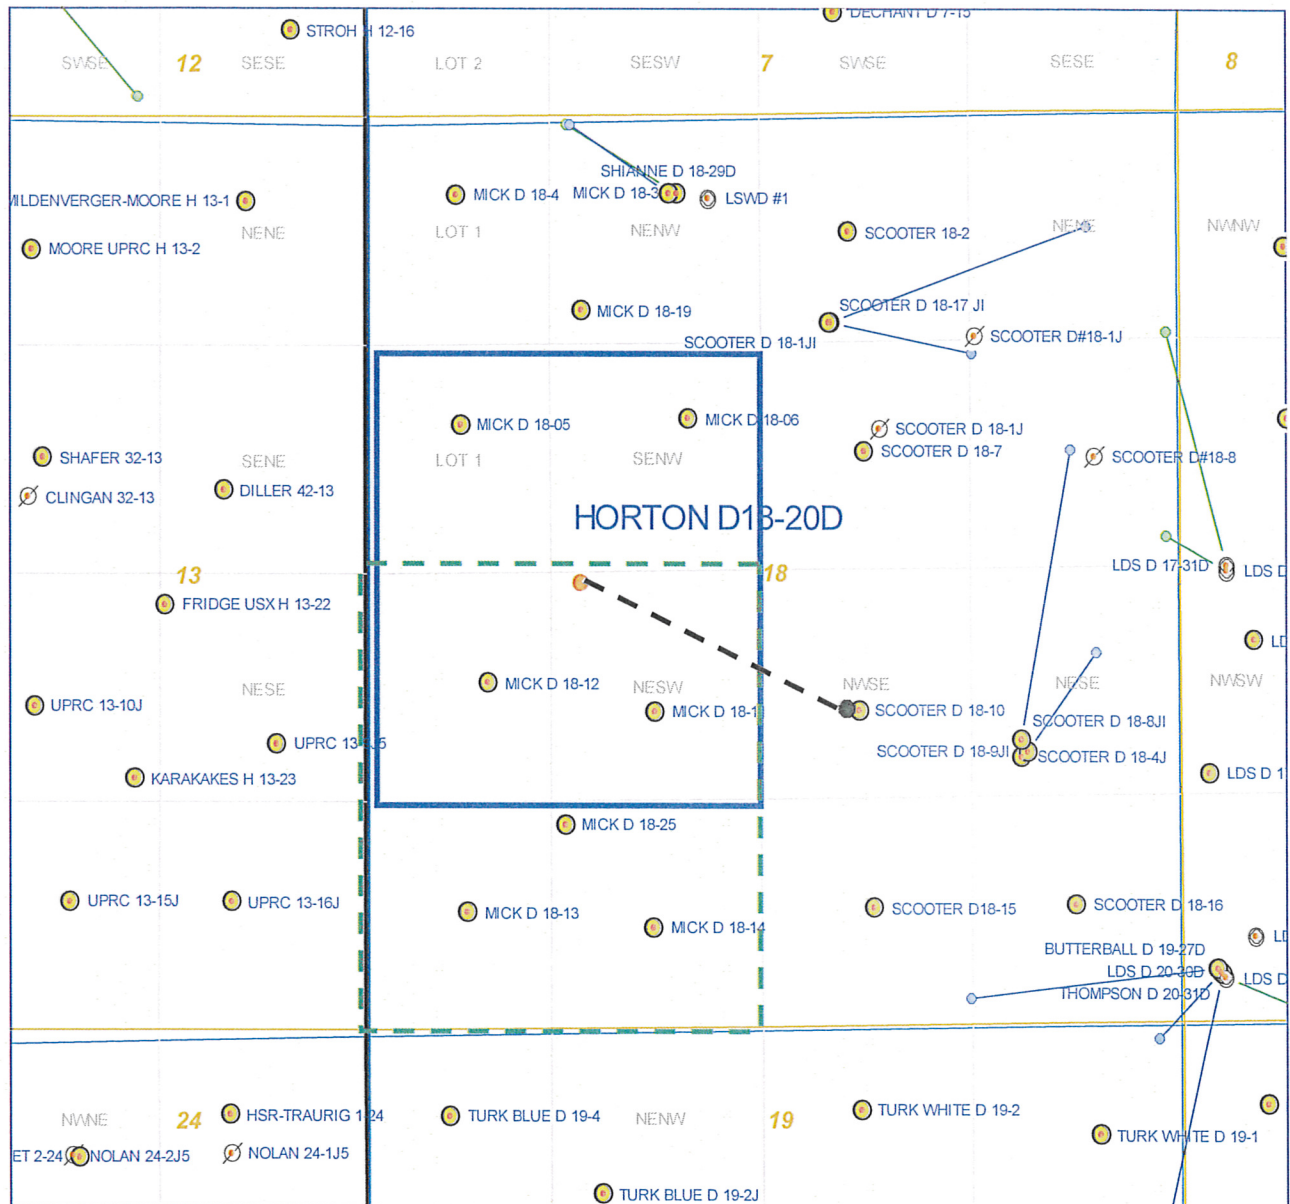 DECHANT D 7-15
STROH H 12-16
SWSE 12 SESE LOT 2 SESW 7 SWSE SESE 8
SHIANNE D 18-29D
MILDENVERGER-MOORE H 13-1 MICK D 18-4 MICK D 18-3 LSWD #1
NENE LOT 1 NENW SCOOTER 18-2 NENE NWNW
MOORE UPRC H 13-2
MICK D 18-19 SCOOTER D 18-17 JI
SCOOTER D 18-1JI SCOOTER D#18-1J
MICK D 18-05 MICK D 18-06 SCOOTER D 18-1J
SHAFER 32-13 SENE LOT 1 SENW SCOOTER D 18-7 SCOOTER D#18-8
CLINGAN 32-13 DILLER 42-13
HORTON D18-20D
13 18 LDS D 17-31D LDS D
FRIDGE USX H 13-22
MICK D 18-12 NESW NWSE NESE NWSW
NESE
UPRC 13-10J MICK D 18-1 SCOOTER D 18-10
SCOOTER D 18-8JI
UPRC 13- J5 SCOOTER D 18-9JI SCOOTER D 18-4J
KARAKAKES H 13-23 LDS D 1
MICK D 18-25
UPRC 13-15J UPRC 13-16J MICK D 18-13 SCOOTER D18-15 SCOOTER D 18-16
MICK D 18-14
BUTTERBALL D 19-27D LD
LDS D 20-30D LDS D
THOMPSON D 20-31D
NWNE 24 HSR-TRAURIG 1-24 TURK BLUE D 19-4 NENW 19 TURK WHITE D 19-2
TURK WHITE D 19-1
ET 2-24 NOLAN 24-2J5 NOLAN 24-1J5
TURK BLUE D 19-2J